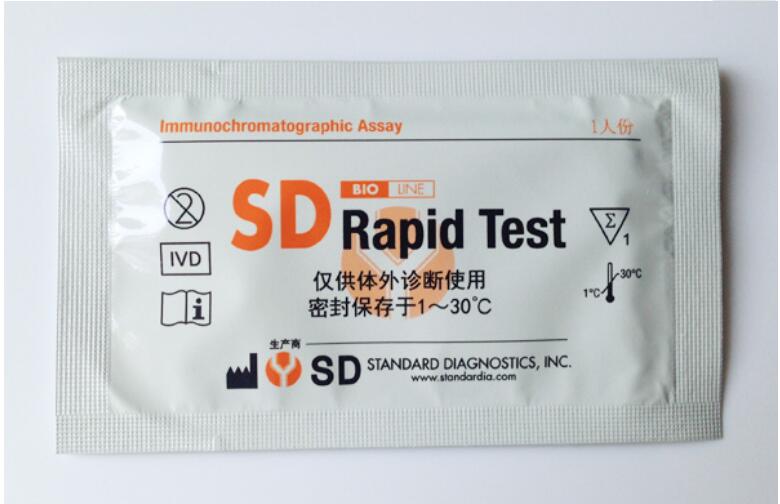 Immunochromatographic Assay 1人份
SD BIO LINE
Rapid Test
2
IVD
i
Σ
1
30℃
1℃
仅供体外诊断使用
密封保存于1～30℃
生产商
SD STANDARD DIAGNOSTICS, INC.
www.standardia.com